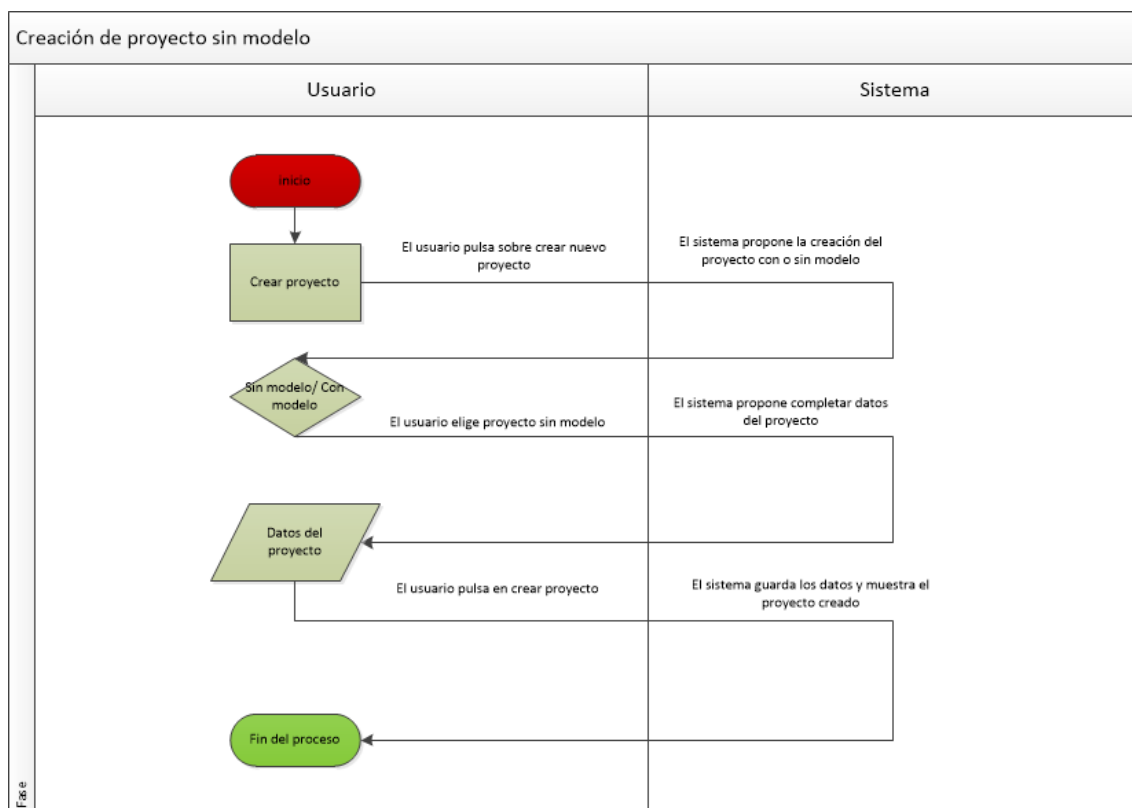 Creación de proyecto sin modelo
Usuario
Sistema
Inicio
El usuario pulsa sobre crear nuevo
proyecto
El sistema propone la creación del
proyecto con o sin modelo
Crear proyecto
Sin modelo/ Con
modelo
El usuario elige proyecto sin modelo
El sistema propone completar datos
del proyecto
Datos del
proyecto
El usuario pulsa en crear proyecto
El sistema guarda los datos y muestra el
proyecto creado
Fin del proceso
Fase